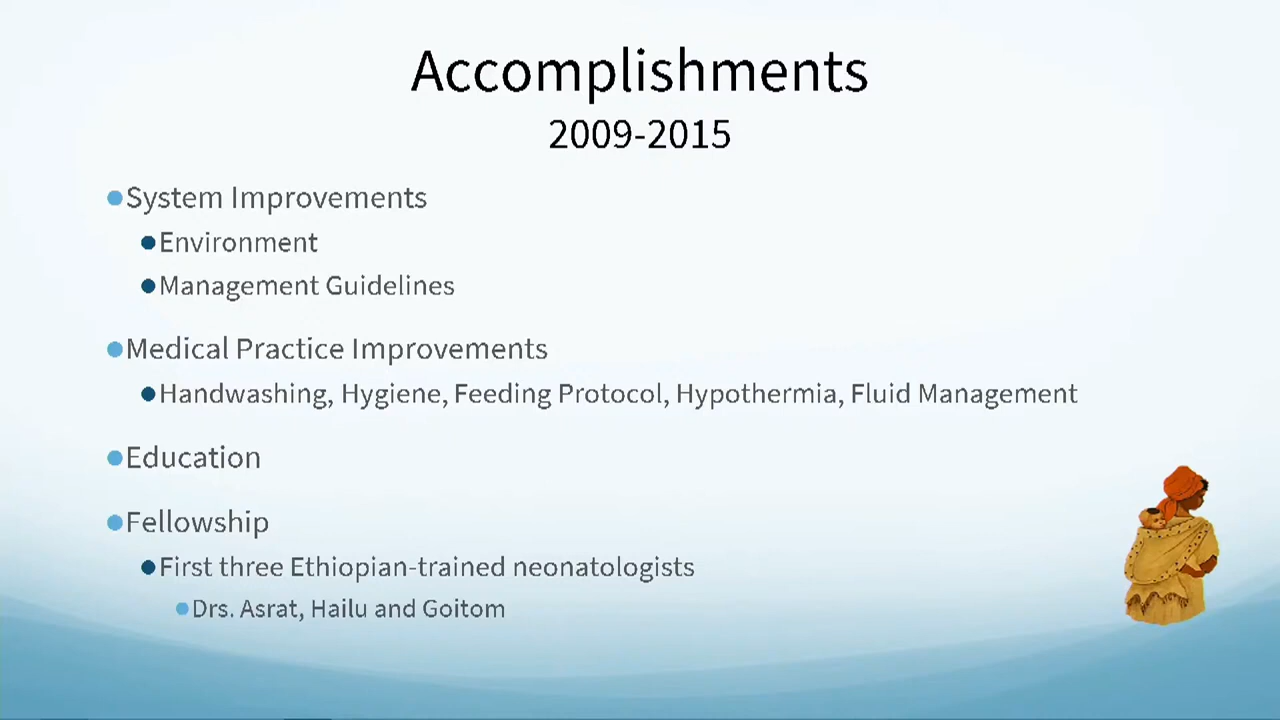 Accomplishments
2009-2015
System Improvements
Environment
Management Guidelines
Medical Practice Improvements
Handwashing, Hygiene, Feeding Protocol, Hypothermia, Fluid Management
Education
Fellowship
First three Ethiopian-trained neonatologists
Drs. Asrat, Hailu and Goitom